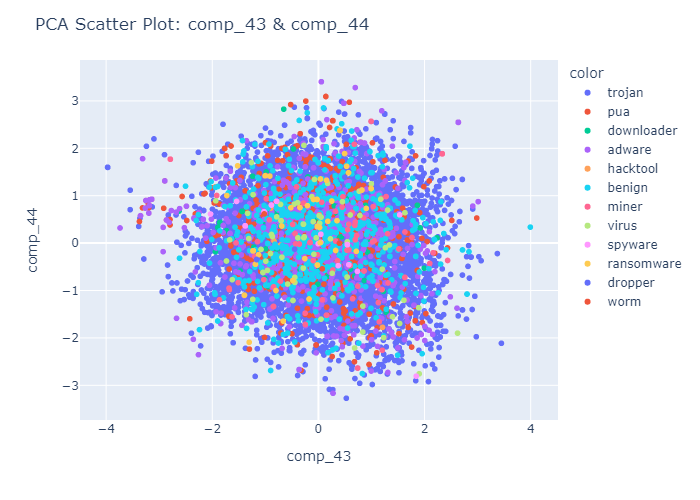 PCA Scatter Plot: comp_43 & comp_44
color
trojan
pua
downloader
adware
hacktool
benign
miner
virus
spyware
ransomware
dropper
worm
comp_44
3
2
1
0
−1
−2
−3
−4
−2
0
2
4
comp_43